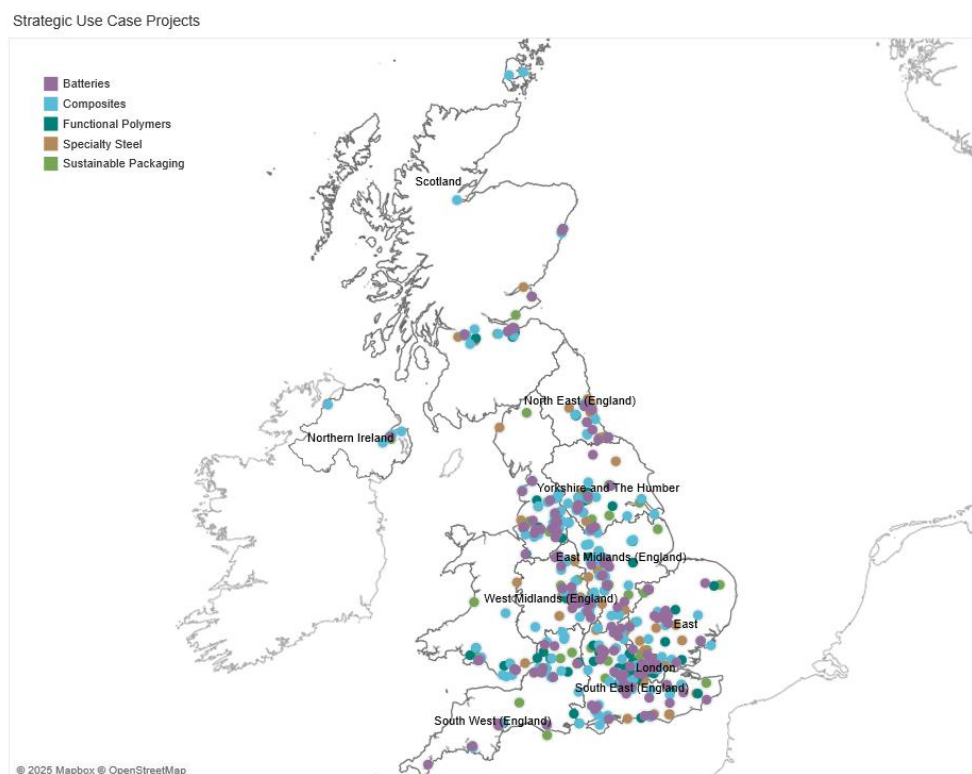 Strategic Use Case Projects
Batteries
Composites
Functional Polymers
Specialty Steel
Sustainable Packaging
Scotland
North East (England)
Northern Ireland
Yorkshire and The Humber
East Midlands (England)
West Midlands (England)
East
London
South East (England)
South West (England)
© 2025 Mapbox © OpenStreetMap